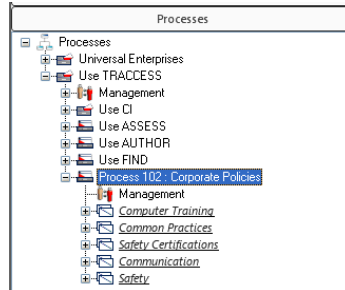 Processes
Processes
Universal Enterprises
Use TRACCESS
Management
Use CI
Use ASSESS
Use AUTHOR
Use FIND
Process 102 : Corporate Policies
Management
Computer Training
Common Practices
Safety Certifications
Communication
Safety